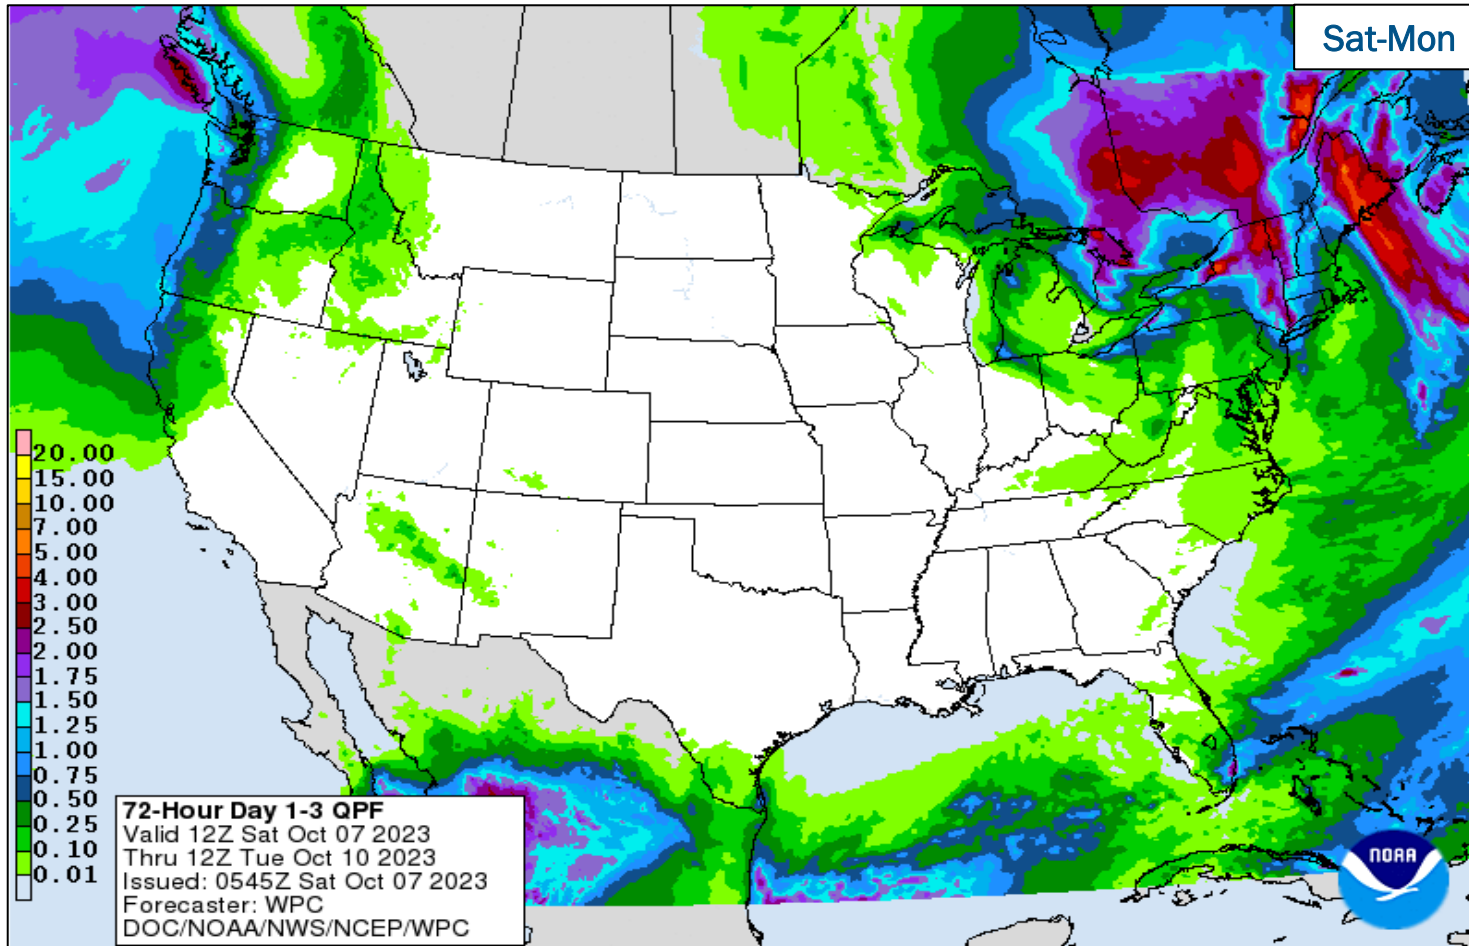 Sat-Mon
20.00
15.00
10.00
7.00
5.00
4.00
3.00
2.50
2.00
1.75
1.50
1.25
1.00
0.75
0.50
0.25
0.10
0.01
72-Hour Day 1-3 QPF
Valid 12Z Sat Oct 07 2023
Thru 12Z Tue Oct 10 2023
Issued: 0545Z Sat Oct 07 2023
Forecaster: WPC
DOC/NOAA/NWS/NCEP/WPC
NOAA